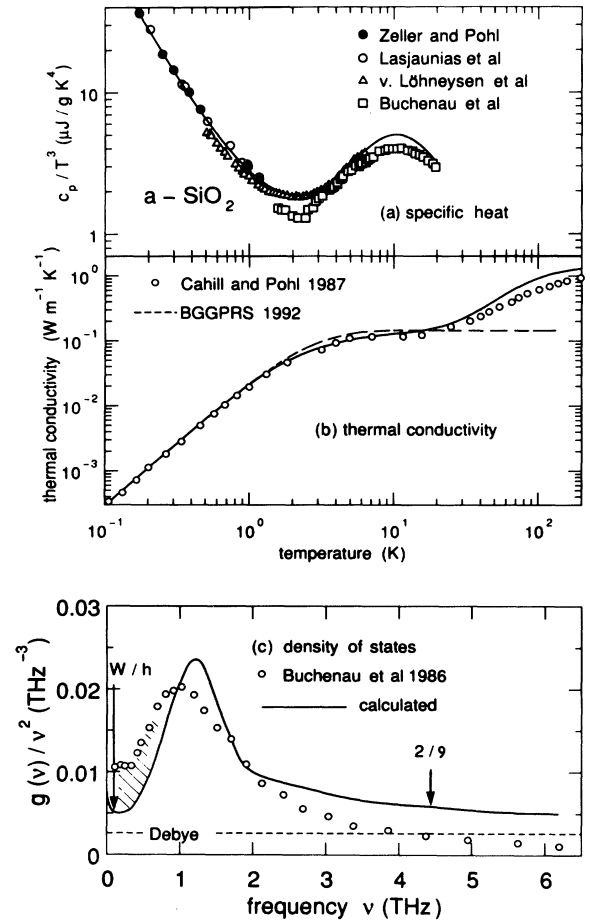 c_p / T^3 (μJ / g K^4)
10
1
Zeller and Pohl
Lasjaunias et al
v. Löhneysen et al
Buchenau et al
a – SiO_2
(a) specific heat
thermal conductivity (W m^-1 K^-1)
10^0
10^-1
10^-2
10^-3
Cahill and Pohl 1987
BGGPRS 1992
(b) thermal conductivity
10^-1 10^0 10^1 10^2
temperature (K)
g (ν) / ν^2 (THz^-3)
0.03
0.02
0.01
0
(c) density of states
W / h
Buchenau et al 1986
calculated
2 / 9
Debye
0 1 2 3 4 5 6
frequency ν (THz)